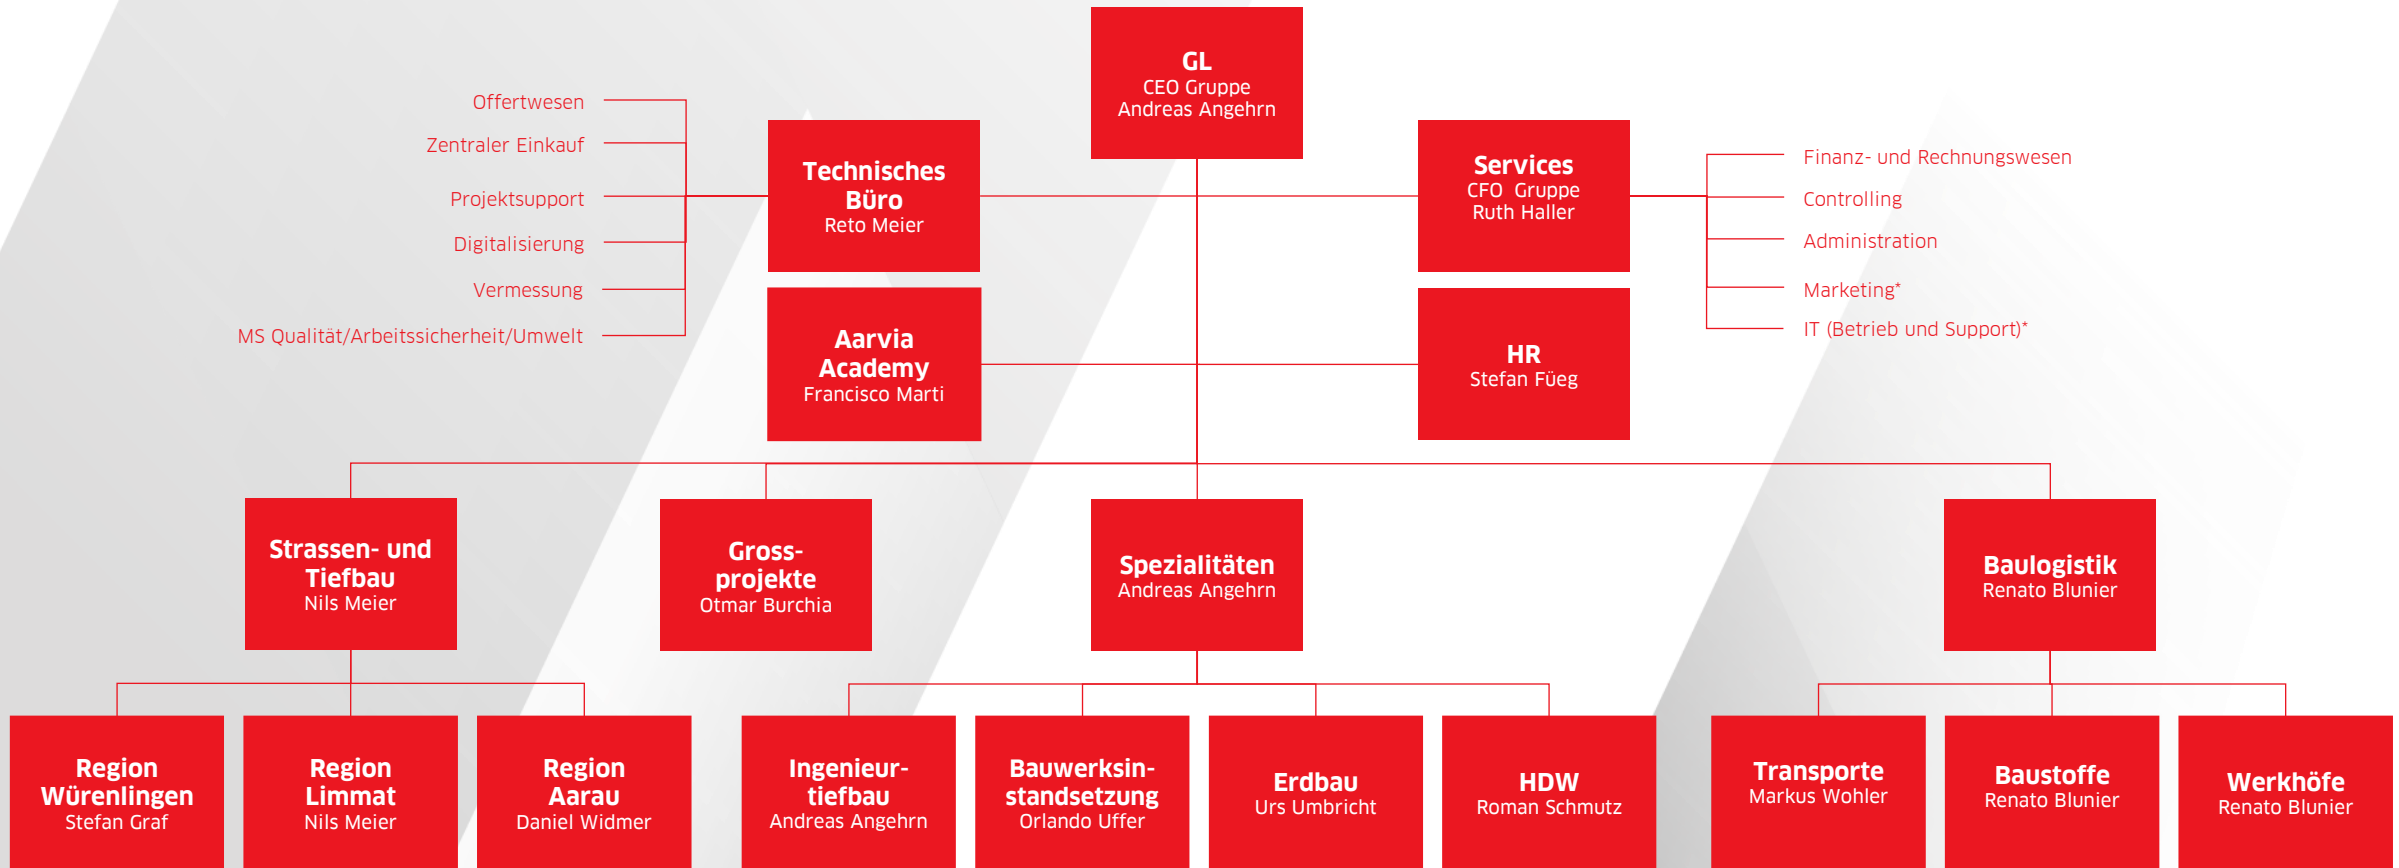 GL
CEO Gruppe
Andreas Angehrn
Offertwesen
Zentraler Einkauf
Projektsupport
Digitalisierung
Vermessung
MS Qualität/Arbeitssicherheit/Umwelt
Technisches
Büro
Reto Meier
Services
CFO Gruppe
Ruth Haller
Finanz- und Rechnungswesen
Controlling
Administration
Marketing*
IT (Betrieb und Support)*
Aarvia
Academy
Francisco Marti
HR
Stefan Füeg
Strassen- und
Tiefbau
Nils Meier
Gross-
projekte
Otmar Burchia
Spezialitäten
Andreas Angehrn
Baulogistik
Renato Blunier
Region
Würenlingen
Stefan Graf
Region
Limmat
Nils Meier
Region
Aarau
Daniel Widmer
Ingenieur-
tiefbau
Andreas Angehrn
Bauwerksin-
standsetzung
Orlando Uffer
Erdbau
Urs Umbricht
HDW
Roman Schmutz
Transporte
Markus Wohler
Baustoffe
Renato Blunier
Werkhöfe
Renato Blunier